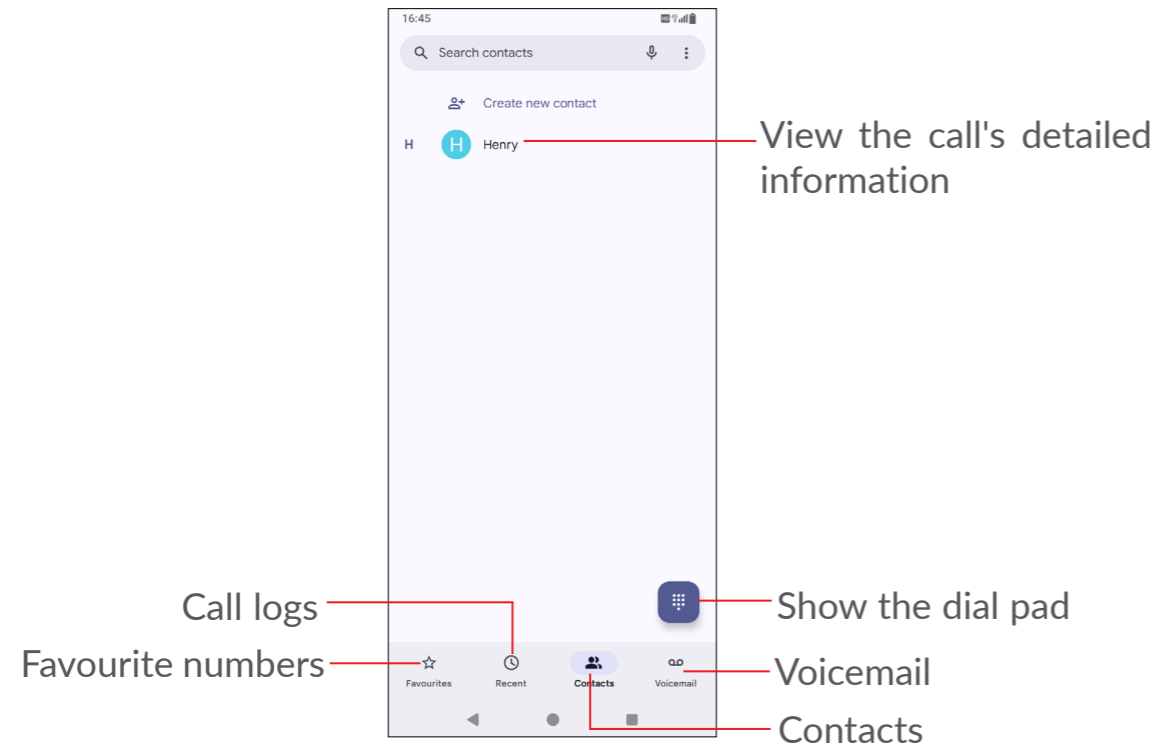 16:45
Search contacts
Create new contact
H
H
Henry
View the call's detailed
information
Call logs
Show the dial pad
Favourite numbers
Favourites
Recent
Contacts
Voicemail
Voicemail
Contacts